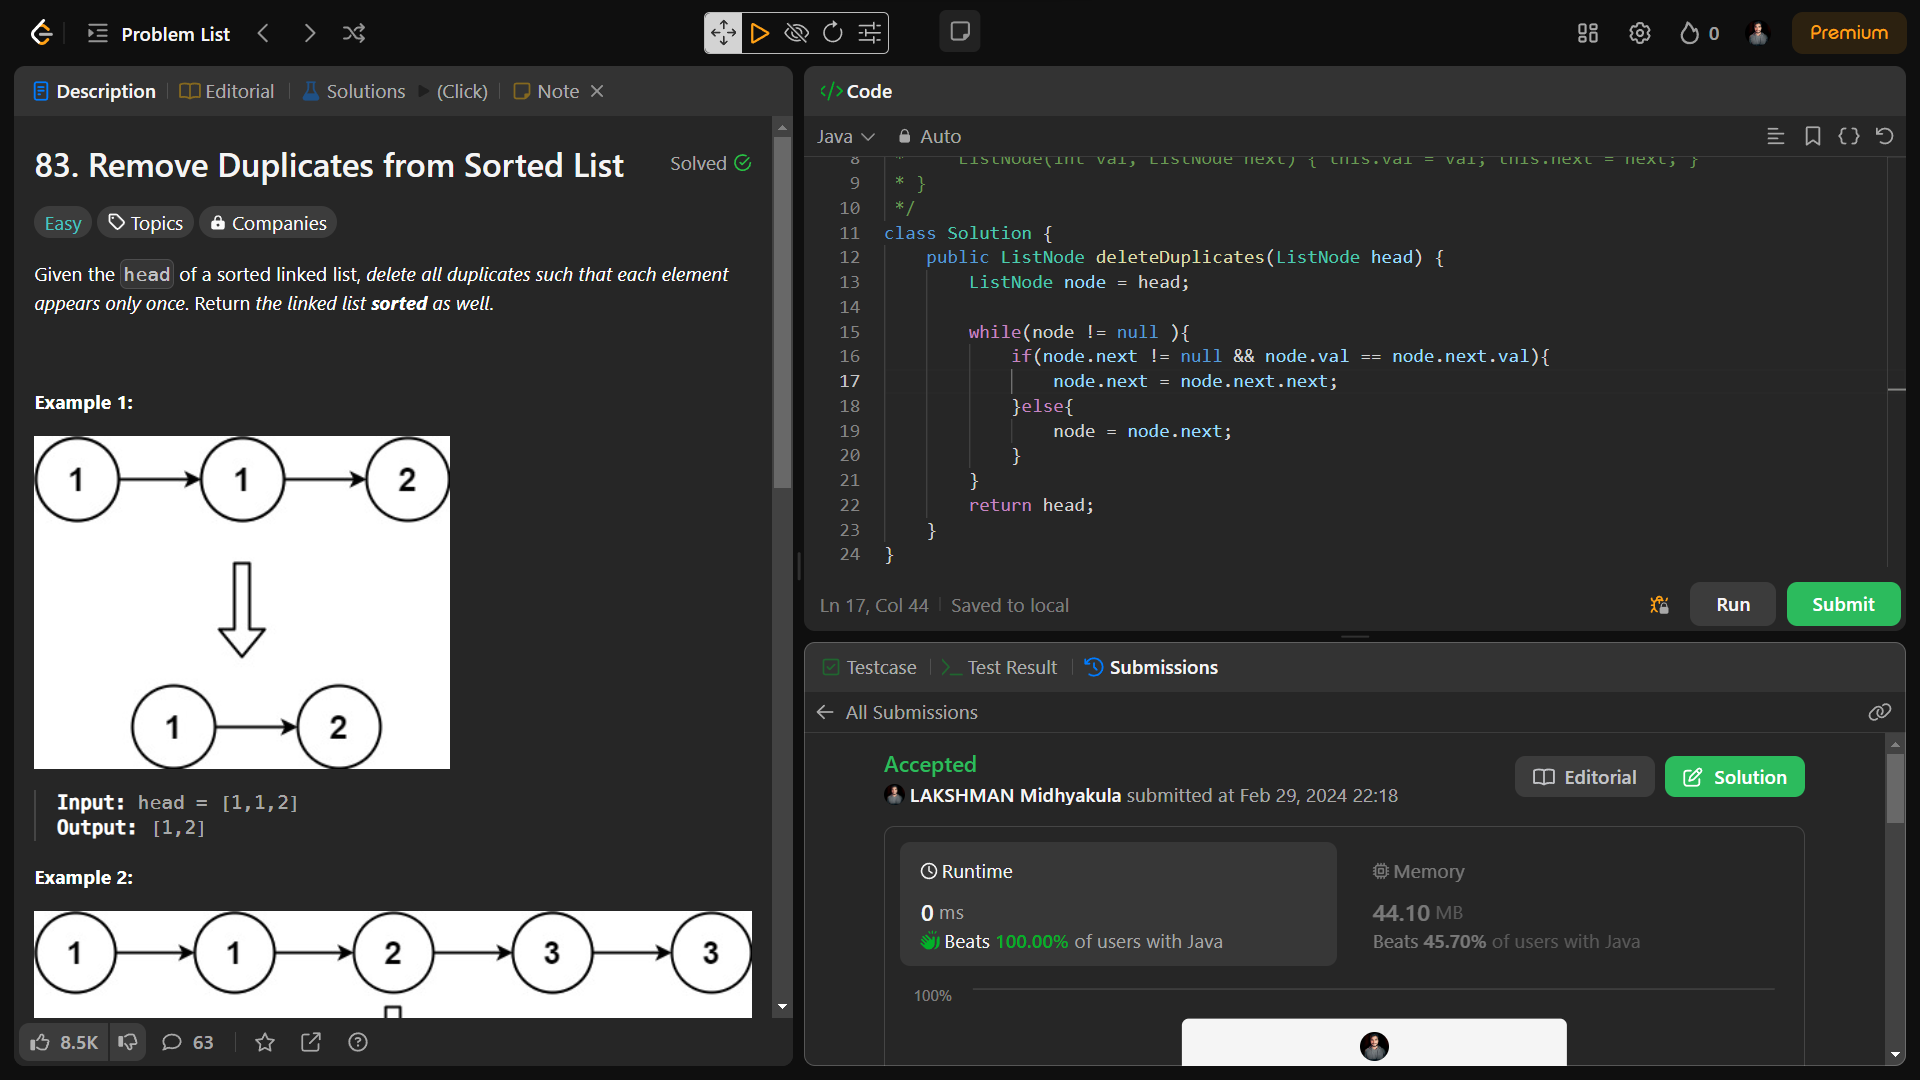 Problem List
0
Premium
Description
Editorial
Solutions
(Click)
Note
83. Remove Duplicates from Sorted List
Solved
Easy
Topics
Companies
Given the head of a sorted linked list, delete all duplicates such that each element
appears only once. Return the linked list sorted as well.
Example 1:
1
1
2
1
2
Input: head = [1,1,2]
Output: [1,2]
Example 2:
1
1
2
3
3
8.5K
63
</> Code
Java
Auto
8 *     ListNode(int val, ListNode next) { this.val = val; this.next = next; }
9 * }
10 */
11 class Solution {
12     public ListNode deleteDuplicates(ListNode head) {
13         ListNode node = head;
14
15         while(node != null ){
16             if(node.next != null && node.val == node.next.val){
17                 node.next = node.next.next;
18             }else{
19                 node = node.next;
20             }
21         }
22         return head;
23     }
24 }
Ln 17, Col 44
Saved to local
Run
Submit
Testcase
Test Result
Submissions
All Submissions
Accepted
LAKSHMAN Midhyakula submitted at Feb 29, 2024 22:18
Editorial
Solution
Runtime
0 ms
Beats 100.00% of users with Java
Memory
44.10 MB
Beats 45.70% of users with Java
100%